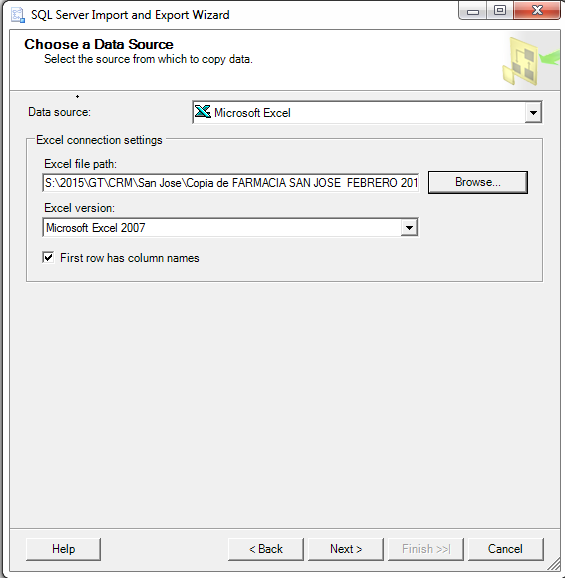 SQL Server Import and Export Wizard
Choose a Data Source
Select the source from which to copy data.
Data source:
Microsoft Excel
Excel connection settings
Excel file path:
S:\2015\GT\CRM\San Jose\Copia de FARMACIA SAN JOSE  FEBRERO 201
Browse...
Excel version:
Microsoft Excel 2007
First row has column names
Help
< Back
Next >
Finish >>|
Cancel